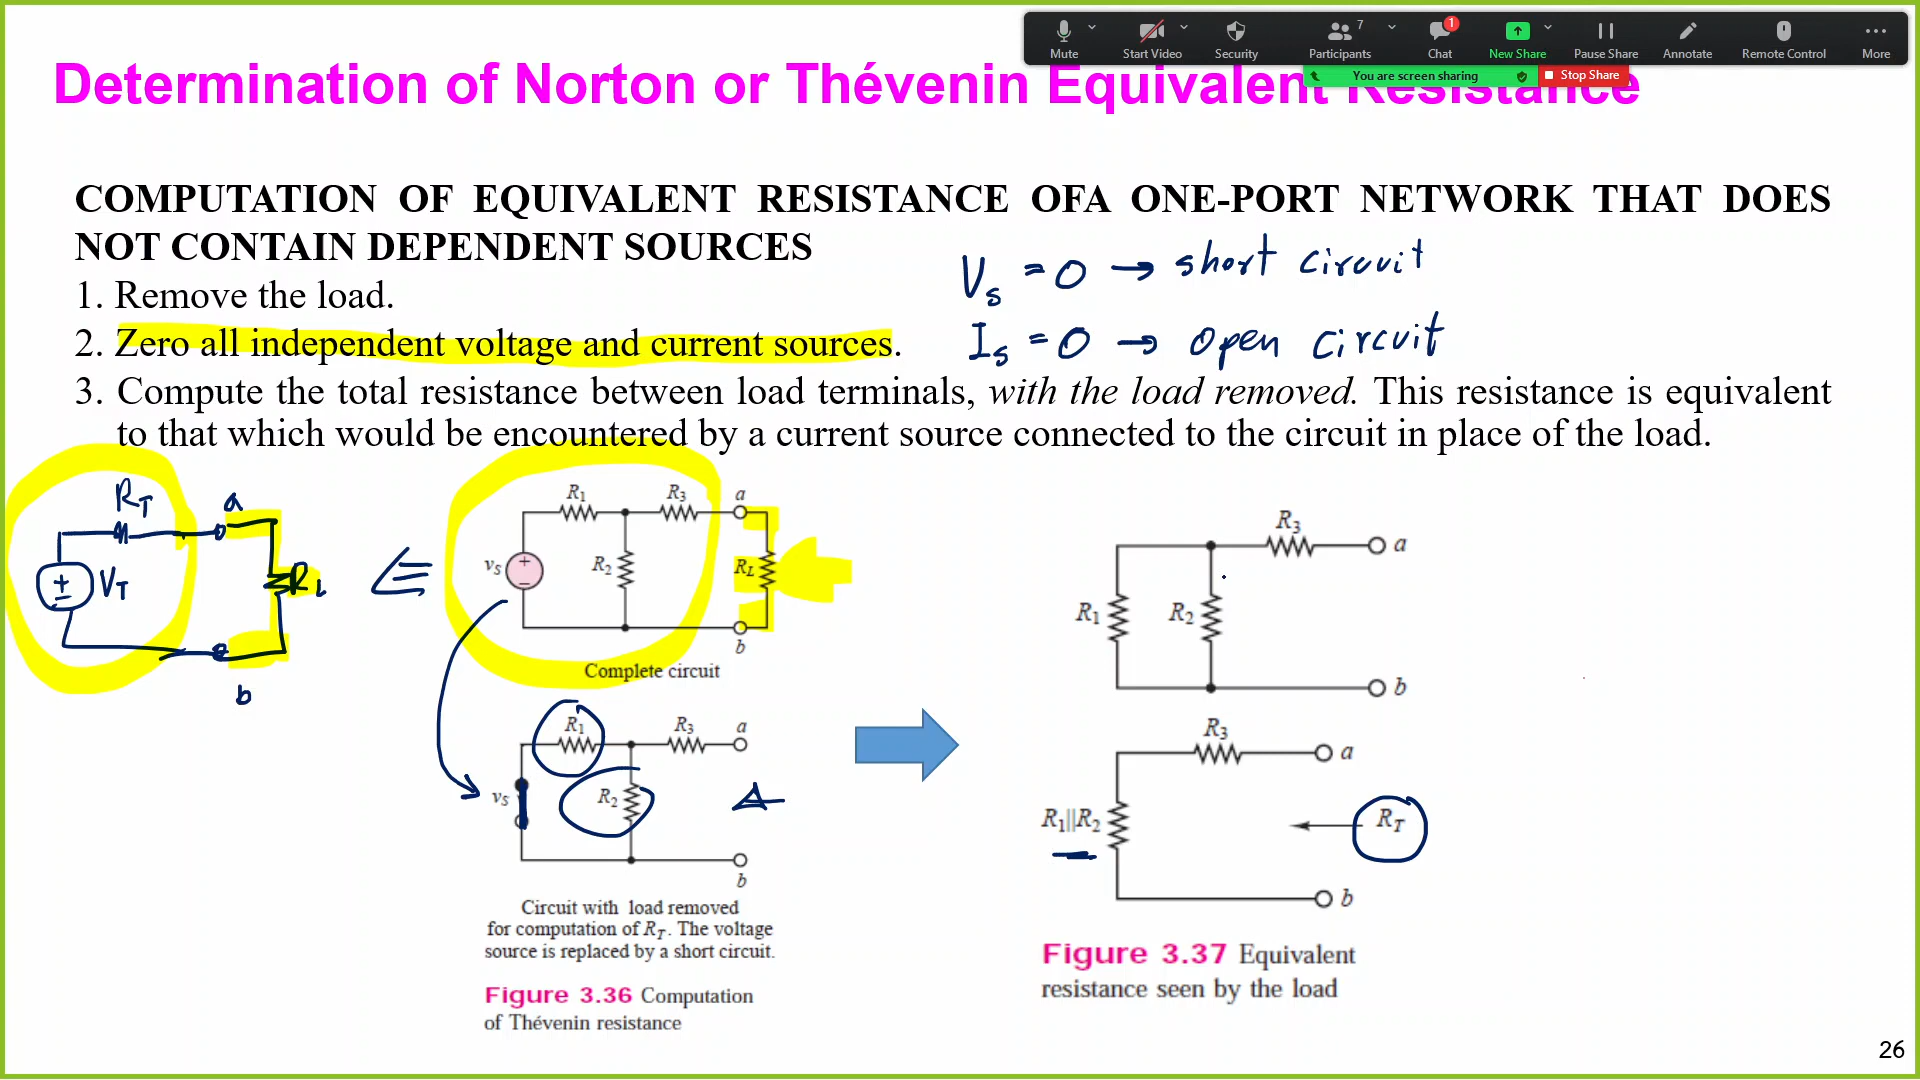 Mute
Start Video
Security
Participants
7
Chat
1
New Share
Pause Share
Annotate
Remote Control
More
You are screen sharing
Stop Share
Determination of Norton or Thévenin Equivalent Resistance
COMPUTATION OF EQUIVALENT RESISTANCE OFA ONE-PORT NETWORK THAT DOES
NOT CONTAIN DEPENDENT SOURCES
Vs = 0 → short circuit
1. Remove the load.
2. Zero all independent voltage and current sources.
Is = 0 → open circuit
3. Compute the total resistance between load terminals, with the load removed. This resistance is equivalent
to that which would be encountered by a current source connected to the circuit in place of the load.
RT
a
+
−
VT
RL
b
R1
R3
a
vS
+
−
R2
RL
b
Complete circuit
R1
R3
a
vS
R2
b
Circuit with load removed
for computation of RT. The voltage
source is replaced by a short circuit.
Figure 3.36 Computation
of Thévenin resistance
R3
a
R1
R2
b
R3
a
R1||R2
RT
b
Figure 3.37 Equivalent
resistance seen by the load
26